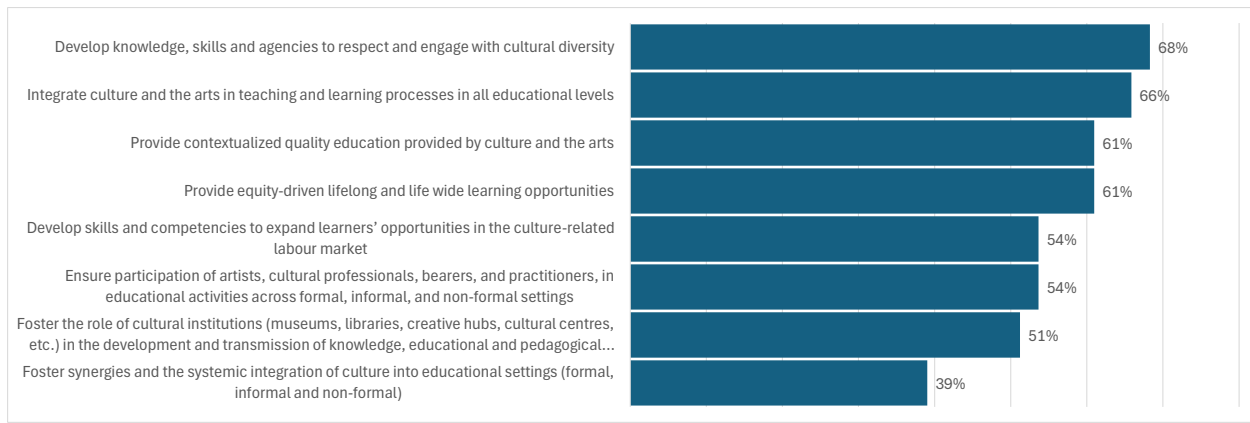 Develop knowledge, skills and agencies to respect and engage with cultural diversity
68%
Integrate culture and the arts in teaching and learning processes in all educational levels
66%
Provide contextualized quality education provided by culture and the arts
61%
Provide equity-driven lifelong and life wide learning opportunities
61%
Develop skills and competencies to expand learners’ opportunities in the culture-related
labour market
54%
Ensure participation of artists, cultural professionals, bearers, and practitioners, in
educational activities across formal, informal, and non-formal settings
54%
Foster the role of cultural institutions (museums, libraries, creative hubs, cultural centres,
etc.) in the development and transmission of knowledge, educational and pedagogical...
51%
Foster synergies and the systemic integration of culture into educational settings (formal,
informal and non-formal)
39%